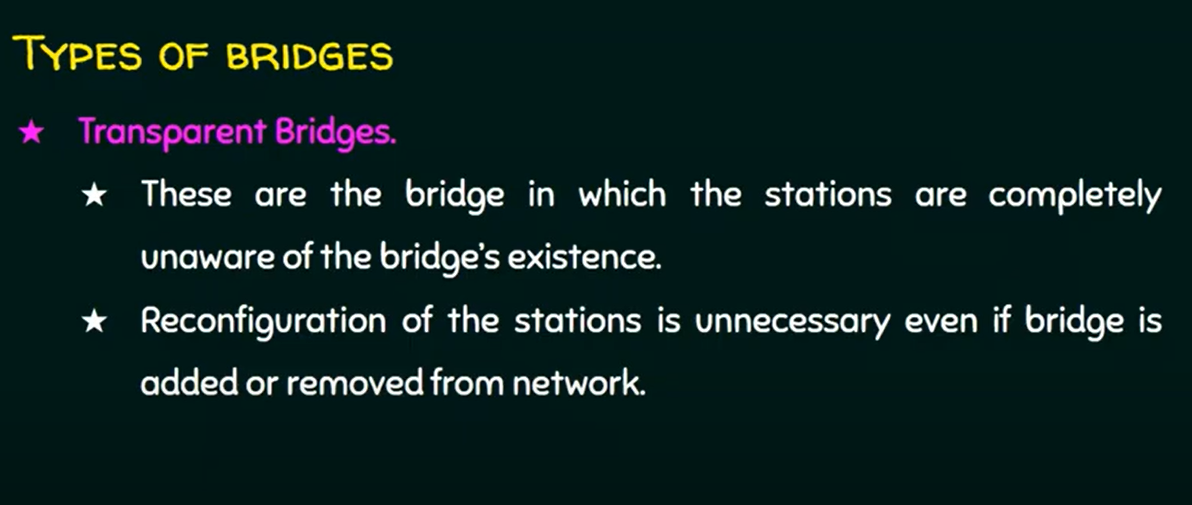 TYPES OF BRIDGES
★ Transparent Bridges.
★ These are the bridge in which the stations are completely
unaware of the bridge's existence.
★ Reconfiguration of the stations is unnecessary even if bridge is
added or removed from network.